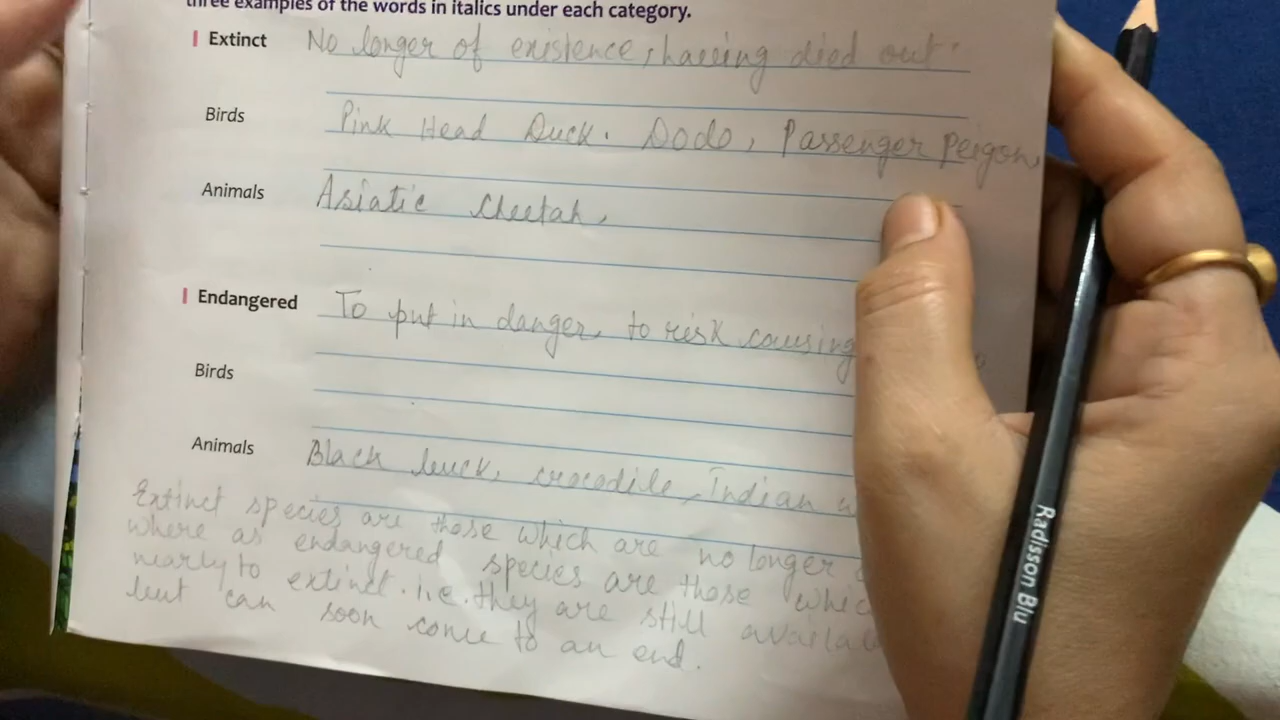 three examples of the words in italics under each category.
Extinct No longer of existence, having died out.
Birds Pink Head Duck. Dodo, Passenger Peigon,
Animals Asiatic Cheetah,
Endangered To put in danger, to risk causing
Birds
Animals Black buck, crocodile, Indian
Extinct species are those which are no longer
where as endangered species are those
nearly to extinct. i.e. they are still
but can soon come to an end.
Radisson Blu